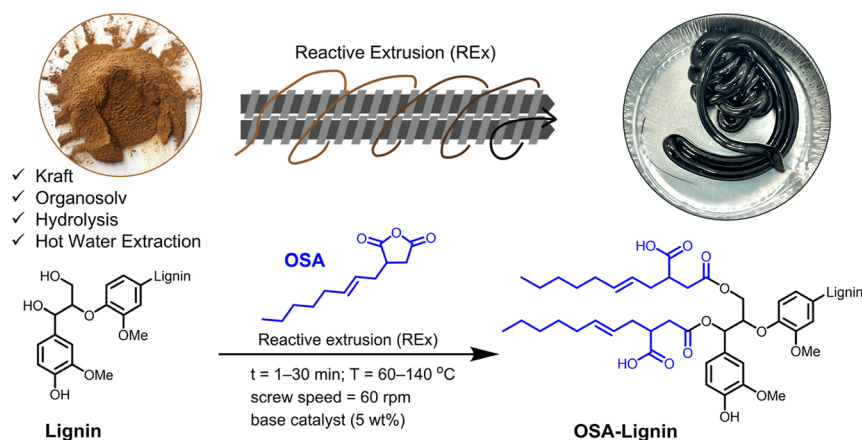 Reactive Extrusion (REx)
✓ Kraft
✓ Organosolv
✓ Hydrolysis
✓ Hot Water Extraction
HO
HO
O
Lignin
OMe
OMe
OH
Lignin
OSA
O
O
O
Reactive extrusion (REx)
t = 1–30 min; T = 60–140 °C
screw speed = 60 rpm
base catalyst (5 wt%)
HO
O
O
O
O
O
HO
O
O
Lignin
OMe
OMe
OH
OSA-Lignin